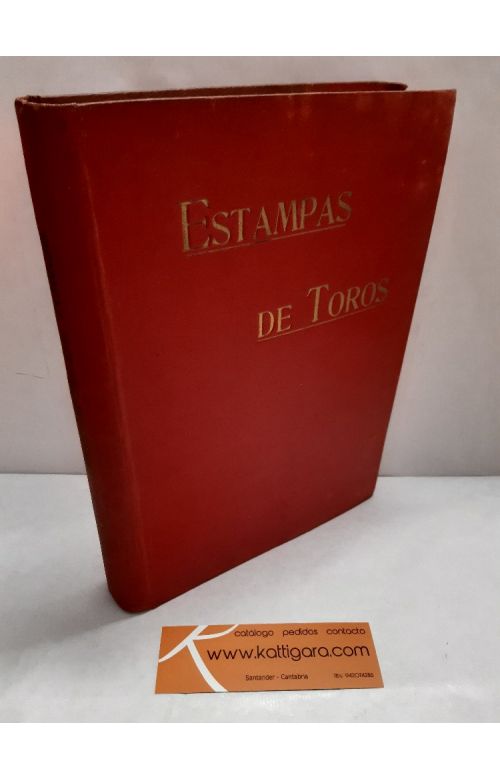 ESTAMPAS
DE TOROS
catálogo pedidos contacto
www.kattigara.com
Santander - Cantabria